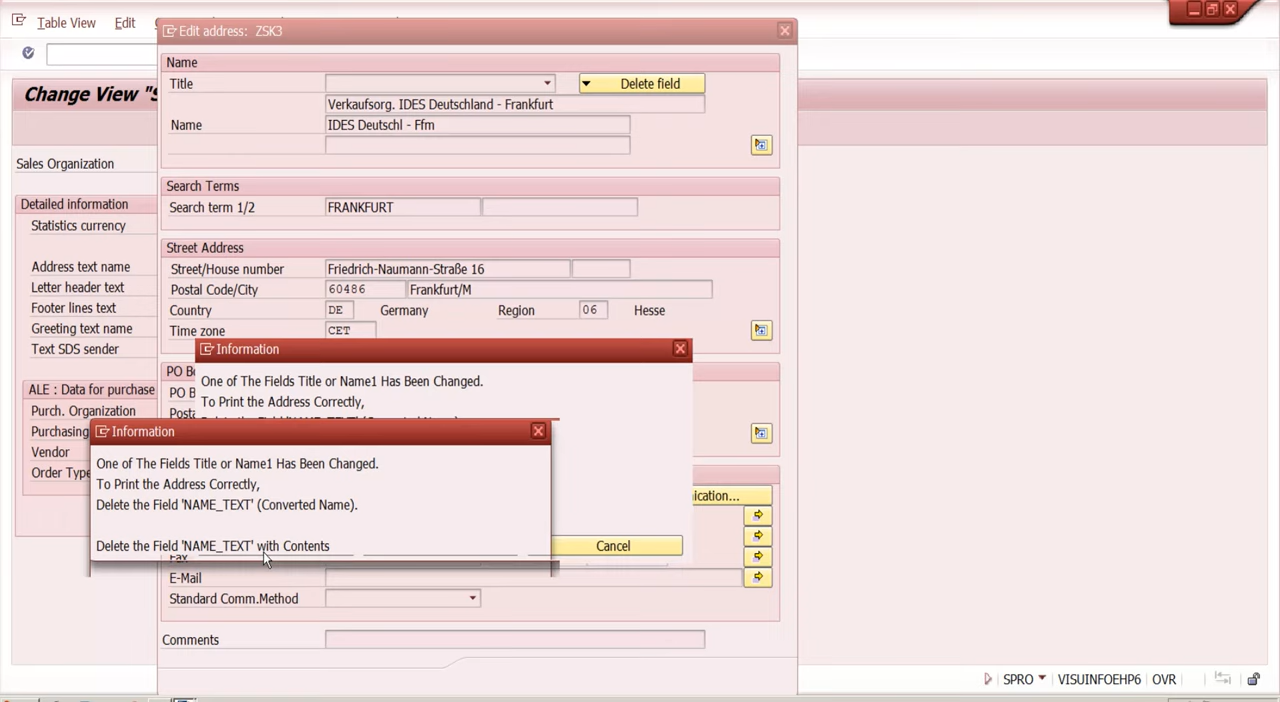 Table View Edit
Edit address: ZSK3
Change View "S
Name
Title Delete field
Verkaufsorg. IDES Deutschland - Frankfurt
Name IDES Deutschl - Ffm
Sales Organization
Search Terms
Search term 1/2 FRANKFURT
Detailed information
Statistics currency
Address text name
Letter header text
Footer lines text
Greeting text name
Text SDS sender
Street Address
Street/House number Friedrich-Naumann-Straße 16
Postal Code/City 60486 Frankfurt/M
Country DE Germany Region 06 Hesse
Time zone CET
Information
One of The Fields Title or Name1 Has Been Changed.
To Print the Address Correctly,
ALE : Data for purchase
Purch. Organization
Purchasing
Vendor
Order Type
PO B
PO B
Posta
Information
One of The Fields Title or Name1 Has Been Changed.
To Print the Address Correctly,
Delete the Field 'NAME_TEXT' (Converted Name).
Delete the Field 'NAME_TEXT' with Contents
ication...
Cancel
Fax
E-Mail
Standard Comm.Method
Comments
SPRO VISUINFOEHP6 OVR